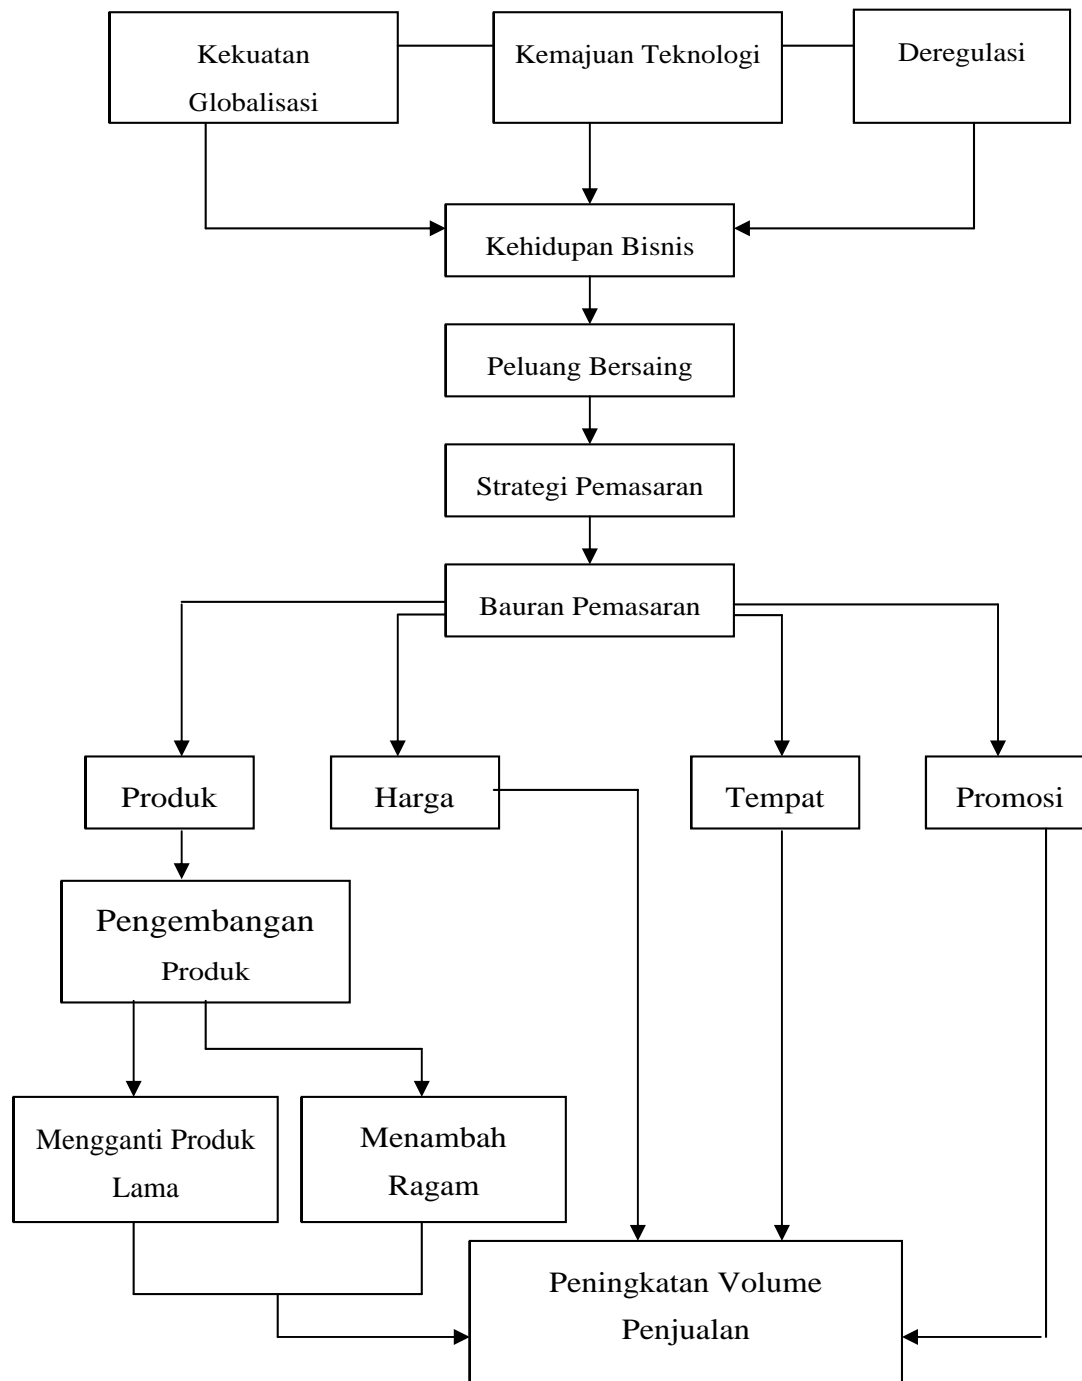 Kekuatan
Globalisasi
Kemajuan Teknologi
Deregulasi
Kehidupan Bisnis
Peluang Bersaing
Strategi Pemasaran
Bauran Pemasaran
Produk
Harga
Tempat
Promosi
Pengembangan
Produk
Mengganti Produk
Lama
Menambah
Ragam
Peningkatan Volume
Penjualan